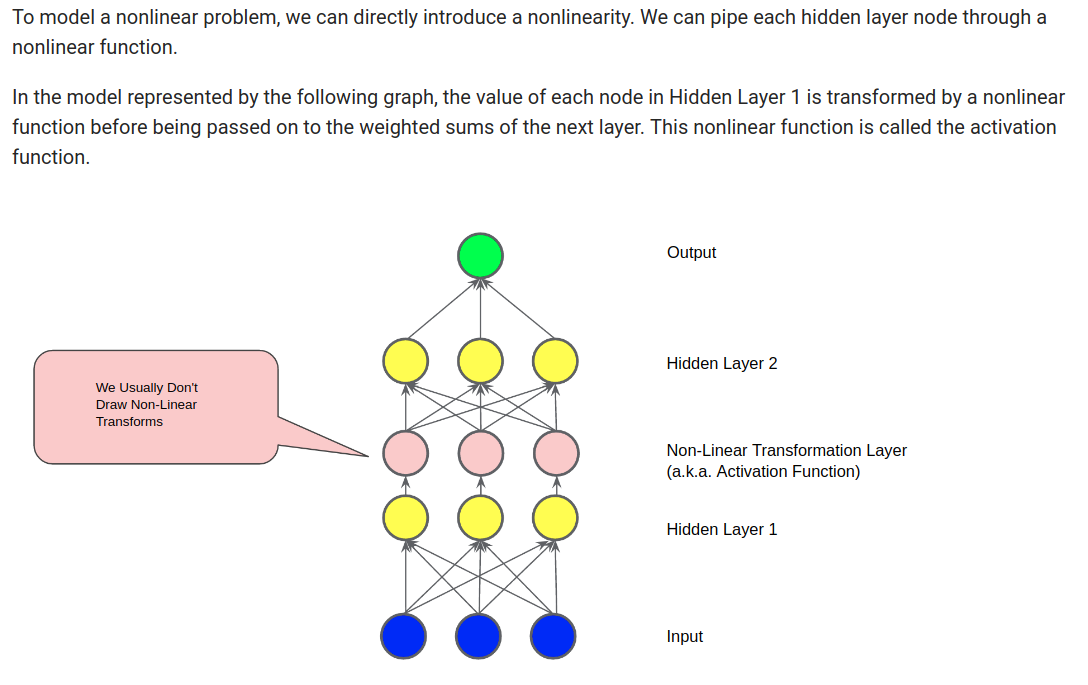 To model a nonlinear problem, we can directly introduce a nonlinearity. We can pipe each hidden layer node through a
nonlinear function.
In the model represented by the following graph, the value of each node in Hidden Layer 1 is transformed by a nonlinear
function before being passed on to the weighted sums of the next layer. This nonlinear function is called the activation
function.
Output
Hidden Layer 2
We Usually Don't
Draw Non-Linear
Transforms
Non-Linear Transformation Layer
(a.k.a. Activation Function)
Hidden Layer 1
Input